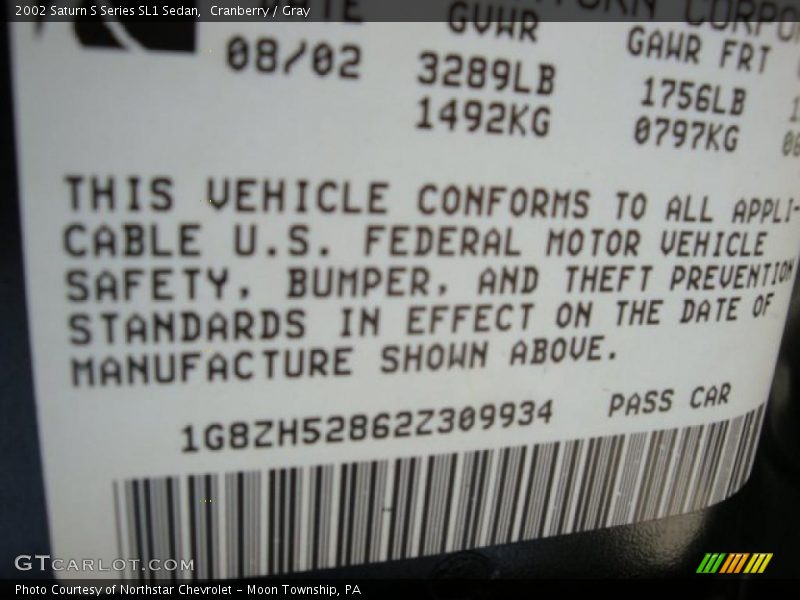 2002 Saturn S Series SL1 Sedan, Cranberry / Gray
GVWR
CORPO
08/02 3289LB GAWR FRT
1492KG 1756LB
0797KG
THIS VEHICLE CONFORMS TO ALL APPLI-
CABLE U.S. FEDERAL MOTOR VEHICLE
SAFETY, BUMPER, AND THEFT PREVENTION
STANDARDS IN EFFECT ON THE DATE OF
MANUFACTURE SHOWN ABOVE.
1G8ZH52862Z309934 PASS CAR
GTCARLOT.COM
Photo Courtesy of Northstar Chevrolet - Moon Township, PA